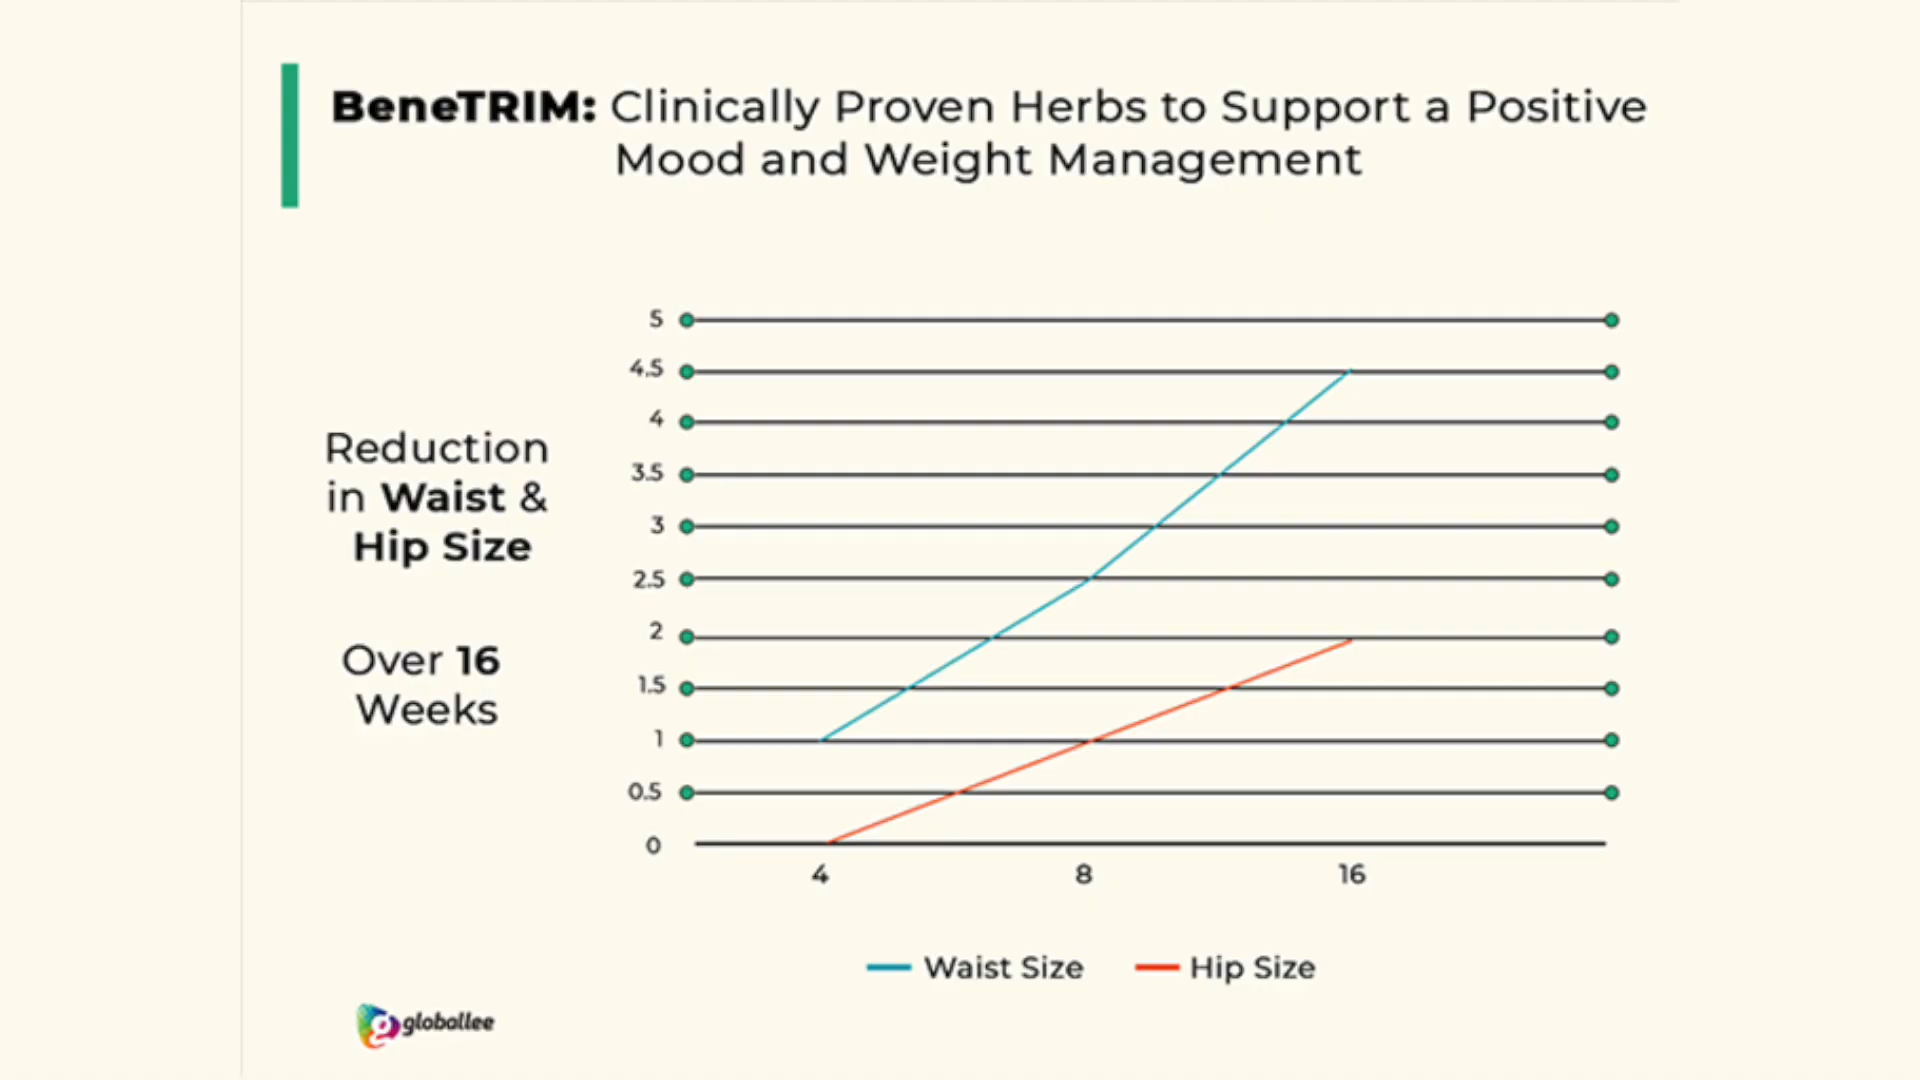 BeneTRIM: Clinically Proven Herbs to Support a Positive
Mood and Weight Management
Reduction
in Waist &
Hip Size
Over 16
Weeks
5
4.5
4
3.5
3
2.5
2
1.5
1
0.5
0
4 8 16
Waist Size Hip Size
globallee